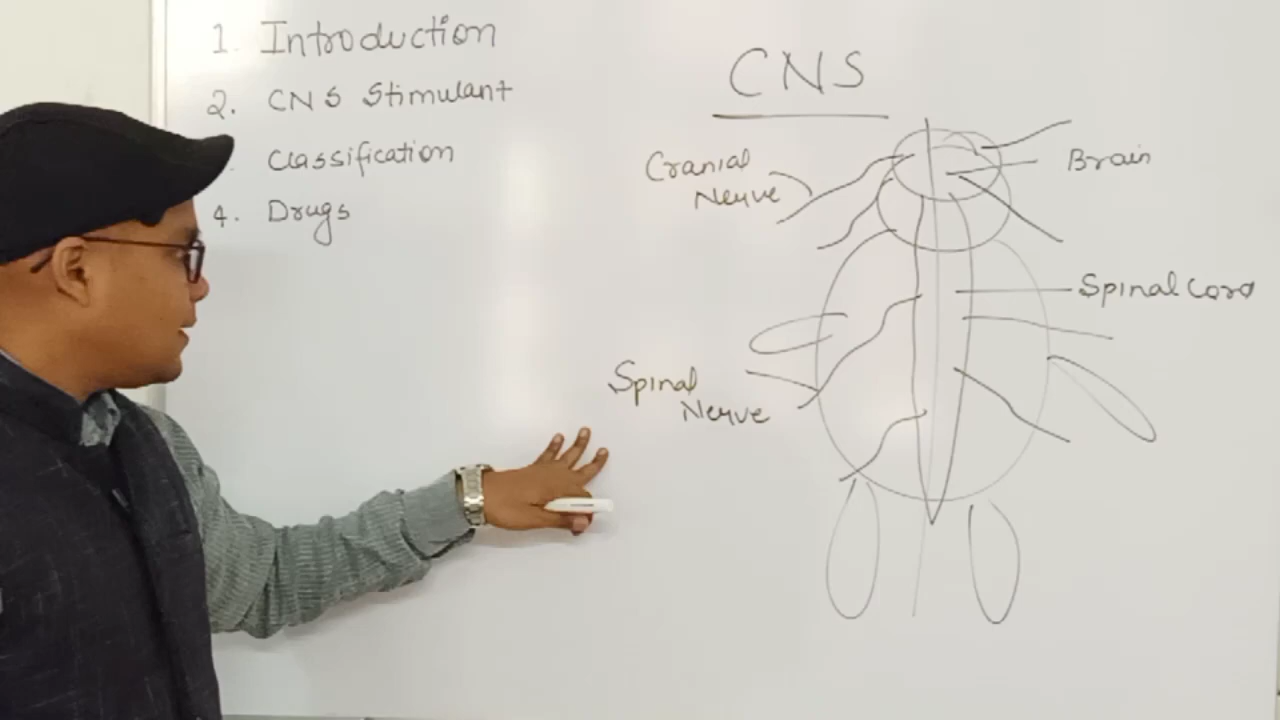 1. Introduction
2. CNS Stimulant
. Classification
4. Drugs
CNS
Cranial
Nerve
Brain
Spinal Cord
Spinal
Nerve